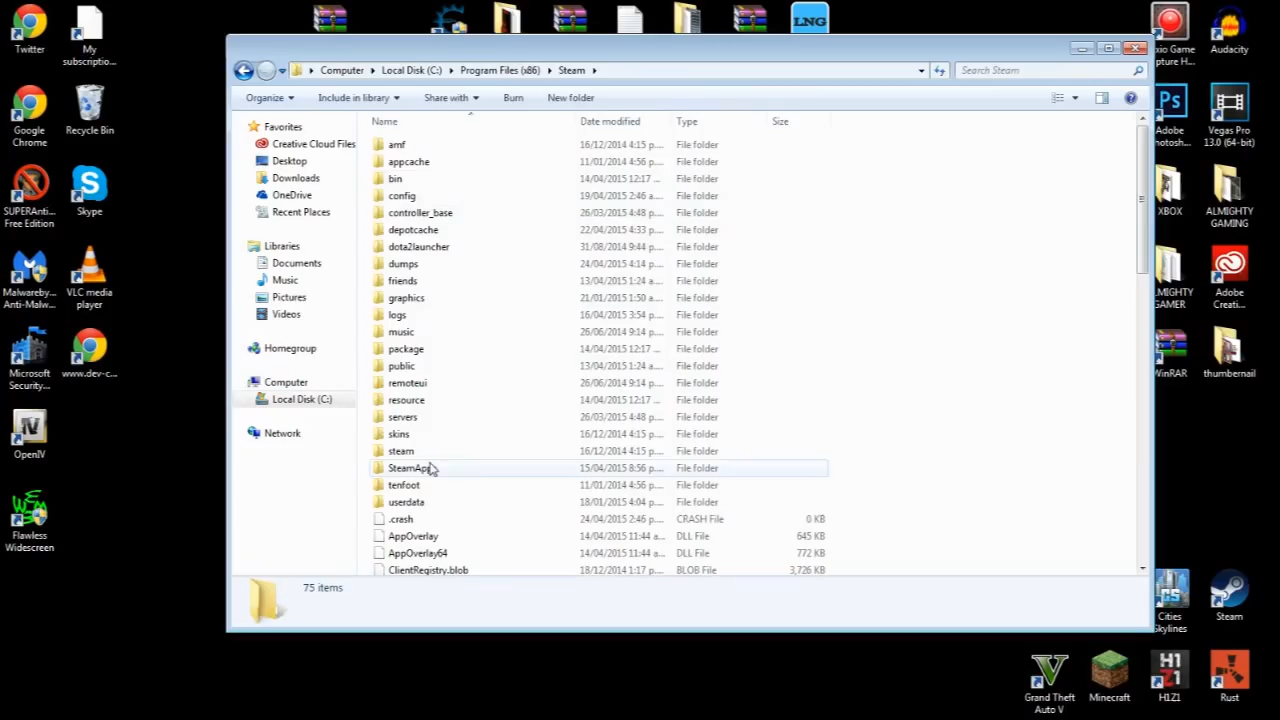 LNG
Computer Local Disk (C:) Program Files (x86) Steam
Search Steam
Organize Include in library Share with Burn New folder
Name Date modified Type Size
Favorites
Creative Cloud Files
Desktop
Downloads
OneDrive
Recent Places
Libraries
Documents
Music
Pictures
Videos
Homegroup
Computer
Local Disk (C:)
Network
amf 16/12/2014 4:15 p.... File folder
appcache 11/01/2014 4:56 p.... File folder
bin 14/04/2015 12:17 ... File folder
config 19/04/2015 2:46 a.... File folder
controller_base 26/03/2015 4:48 p.... File folder
depotcache 22/04/2015 4:33 p.... File folder
dota2launcher 31/08/2014 9:44 p.... File folder
dumps 24/04/2015 4:14 p.... File folder
friends 13/04/2015 1:24 a.... File folder
graphics 21/01/2015 1:50 a.... File folder
logs 16/04/2015 3:54 p.... File folder
music 26/06/2014 9:14 p.... File folder
package 14/04/2015 12:17 ... File folder
public 13/04/2015 1:24 a.... File folder
remoteui 26/06/2014 9:14 p.... File folder
resource 14/04/2015 12:17 ... File folder
servers 26/03/2015 4:48 p.... File folder
skins 16/12/2014 4:15 p.... File folder
steam 16/12/2014 4:15 p.... File folder
SteamApp 15/04/2015 8:56 p.... File folder
tenfoot 11/01/2014 4:56 p.... File folder
userdata 18/01/2015 4:04 p.... File folder
.crash 24/04/2015 2:46 p.... CRASH File 0 KB
AppOverlay 14/04/2015 11:44 a... DLL File 645 KB
AppOverlay64 14/04/2015 11:44 a... DLL File 772 KB
ClientRegistry.blob 18/12/2014 1:17 p.... BLOB File 3,726 KB
75 items
Twitter
My
subscriptio...
Google
Chrome
Recycle Bin
SUPERAnti...
Free Edition
Skype
Malwareby...
Anti-Malw...
VLC media
player
Microsoft
Security...
www.dev-c...
OpenIV
Flawless
Widescreen
xio Game
pture H...
Audacity
Ps
Adobe
hotosh...
Vegas Pro
13.0 (64-bit)
XBOX
ALMIGHTY
GAMING
LMIGHTY
GAMER
Adobe
Creati...
WinRAR
thumbernail
Cities
Skylines
Steam
Grand Theft
Auto V
Minecraft
H1
Z1
H1Z1
Rust